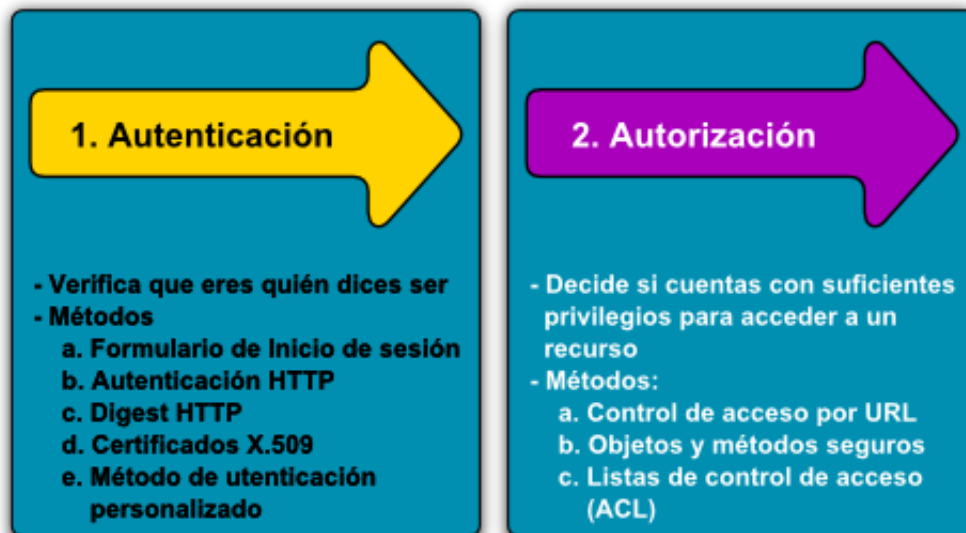 1. Autenticación
- Verifica que eres quién dices ser
- Métodos
a. Formulario de Inicio de sesión
b. Autenticación HTTP
c. Digest HTTP
d. Certificados X.509
e. Método de utenticación
personalizado
2. Autorización
- Decide si cuentas con suficientes
privilegios para acceder a un
recurso
- Métodos:
a. Control de acceso por URL
b. Objetos y métodos seguros
c. Listas de control de acceso
(ACL)